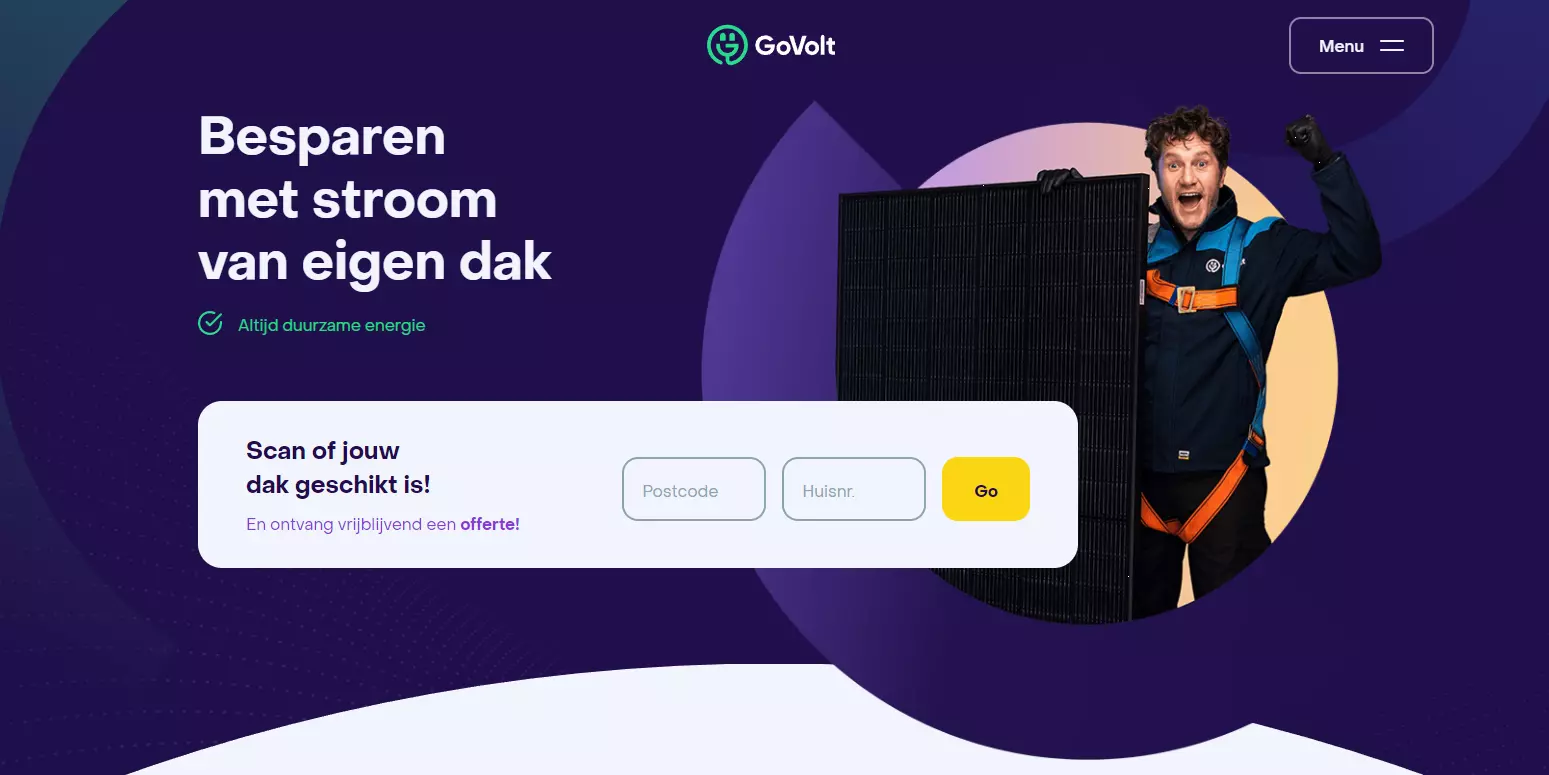 GoVolt
Menu
Besparen
met stroom
van eigen dak
Altijd duurzame energie
Scan of jouw
dak geschikt is!
En ontvang vrijblijvend een offerte!
Postcode
Huisnr.
Go